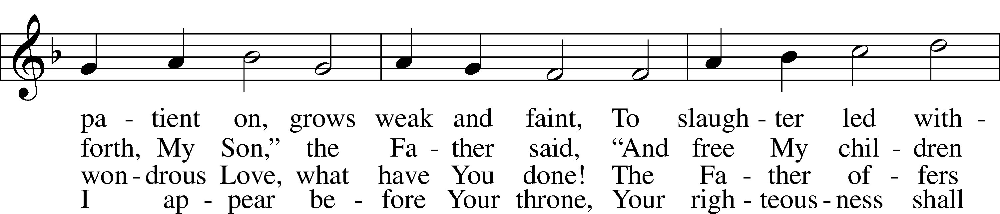 pa - tient on, grows weak and faint, To slaugh - ter led with -
forth, My Son,” the Fa - ther said, “And free My chil - dren
won - drous Love, what have You done! The Fa - ther of - fers
I ap - pear be - fore Your throne, Your righ - teous - ness shall